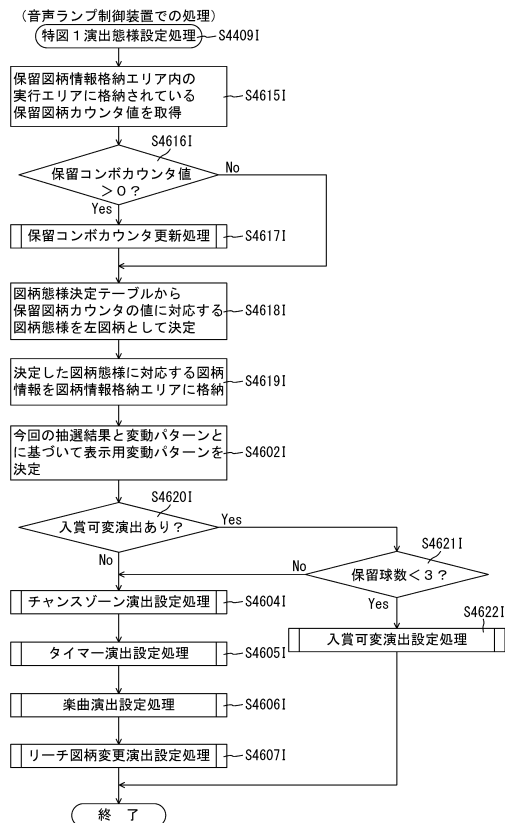 (音声ランプ制御装置での処理)
特図1演出態様設定処理
S4409I
保留図柄情報格納エリア内の
実行エリアに格納されている
保留図柄カウンタ値を取得
S4615I
S4616I
保留コンボカウンタ値
>0?
No
Yes
保留コンボカウンタ更新処理
S4617I
図柄態様決定テーブルから
保留図柄カウンタの値に対応する
図柄態様を左図柄として決定
S4618I
決定した図柄態様に対応する図柄
情報を図柄情報格納エリアに格納
S4619I
今回の抽選結果と変動パターンと
に基づいて表示用変動パターンを
決定
S4602I
S4620I
入賞可変演出あり?
Yes
No
S4621I
保留球数<3?
No
Yes
チャンスゾーン演出設定処理
S4604I
S4622I
入賞可変演出設定処理
タイマー演出設定処理
S4605I
楽曲演出設定処理
S4606I
リーチ図柄変更演出設定処理
S4607I
終 了